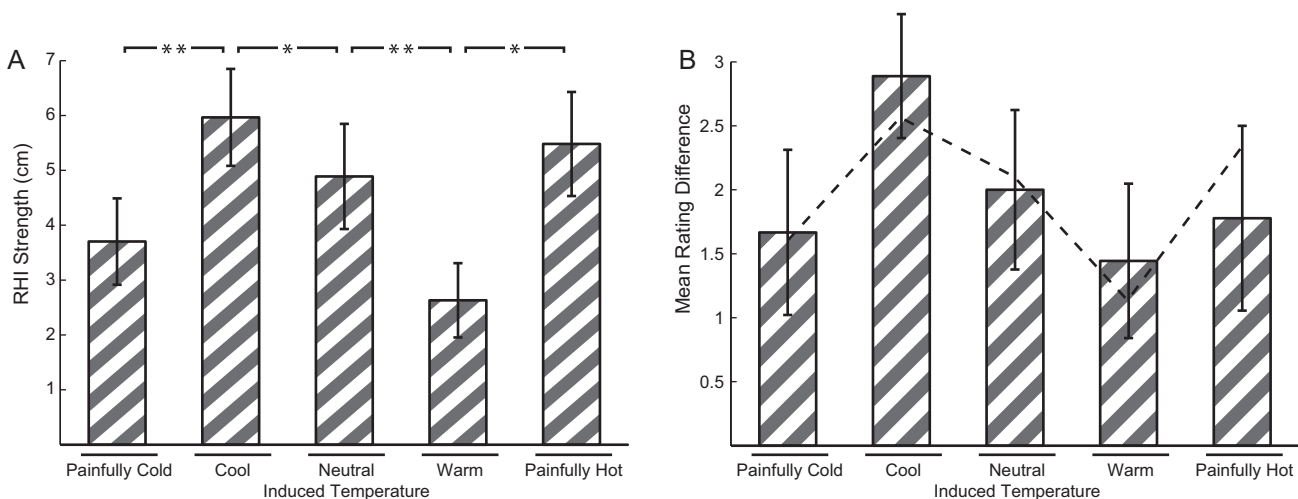 A
** * ** *
7
6
5
4
3
2
1
RHI Strength (cm)
Painfully Cold Cool Neutral Warm Painfully Hot
Induced Temperature
B
3
2.5
2
1.5
1
0.5
Mean Rating Difference
Painfully Cold Cool Neutral Warm Painfully Hot
Induced Temperature